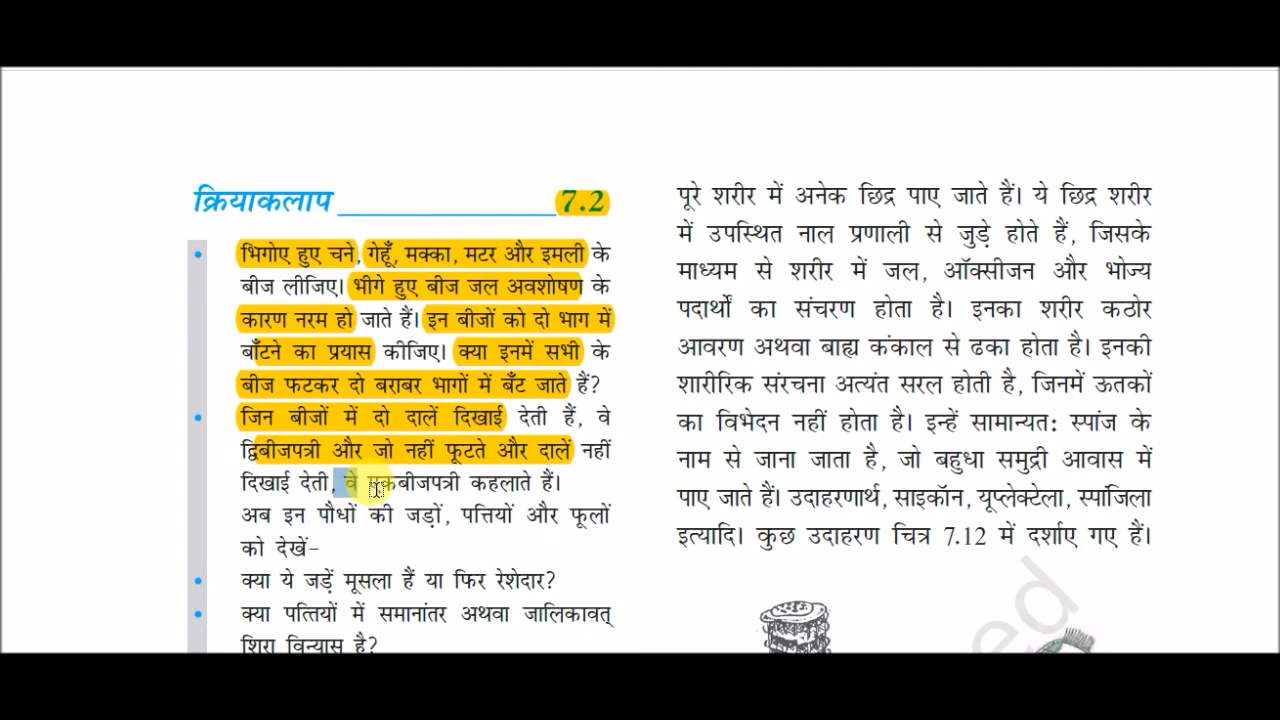 क्रियाकलाप ___________________ 7.2
भिगोए हुए चने, गेहूँ, मक्का, मटर और इमली के
बीज लीजिए। भीगे हुए बीज जल अवशोषण के
कारण नरम हो जाते हैं। इन बीजों को दो भाग में
बाँटने का प्रयास कीजिए। क्या इनमें सभी के
बीज फटकर दो बराबर भागों में बँट जाते हैं?
जिन बीजों में दो दालें दिखाई देती हैं, वे
द्विबीजपत्री और जो नहीं फूटते और दालें नहीं
दिखाई देती, वे एकबीजपत्री कहलाते हैं।
अब इन पौधों की जड़ों, पत्तियों और फूलों
को देखें–
क्या ये जड़ें मूसला हैं या फिर रेशेदार?
क्या पत्तियों में समानांतर अथवा जालिकावत्
शिरा विन्यास है?
पूरे शरीर में अनेक छिद्र पाए जाते हैं। ये छिद्र शरीर
में उपस्थित नाल प्रणाली से जुड़े होते हैं, जिसके
माध्यम से शरीर में जल, ऑक्सीजन और भोज्य
पदार्थों का संचरण होता है। इनका शरीर कठोर
आवरण अथवा बाह्य कंकाल से ढका होता है। इनकी
शारीरिक संरचना अत्यंत सरल होती है, जिनमें ऊतकों
का विभेदन नहीं होता है। इन्हें सामान्यत: स्पांज के
नाम से जाना जाता है, जो बहुधा समुद्री आवास में
पाए जाते हैं। उदाहरणार्थ, साइकॉन, यूप्लेक्टेला, स्पांजिला
इत्यादि। कुछ उदाहरण चित्र 7.12 में दर्शाए गए हैं।